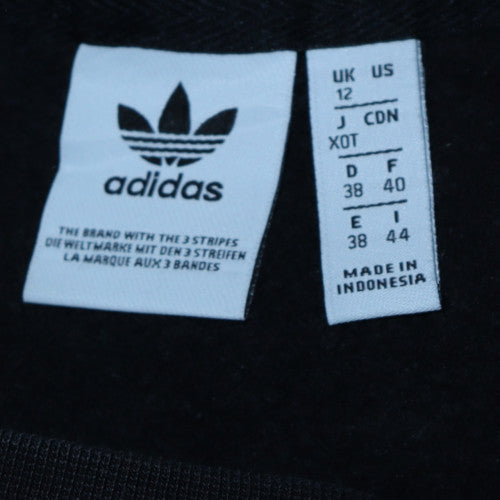 adidas
THE BRAND WITH THE 3 STRIPES
DIE WELTMARKE MIT DEN 3 STREIFEN
LA MARQUE AUX 3 BANDES
UK US
12
J CDN
XOT
D F
38 40
E I
38 44
MADE IN
INDONESIA